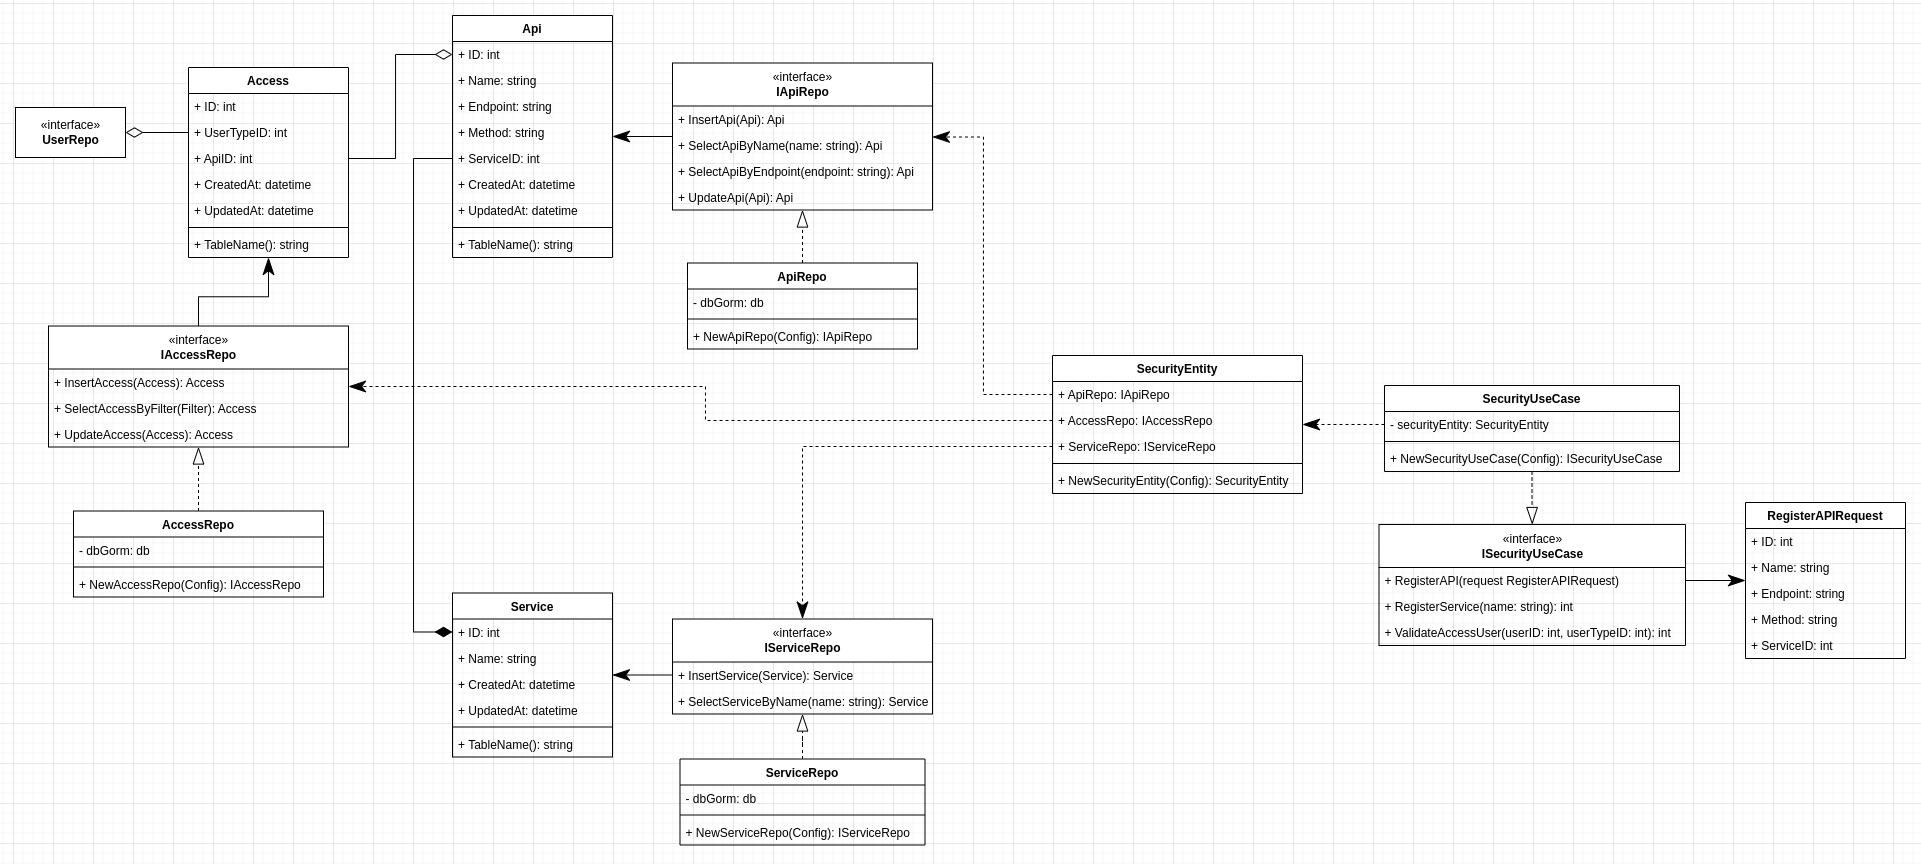 «interface»
UserRepo
Access
+ ID: int
+ UserTypeID: int
+ ApiID: int
+ CreatedAt: datetime
+ UpdatedAt: datetime
+ TableName(): string
Api
+ ID: int
+ Name: string
+ Endpoint: string
+ Method: string
+ ServiceID: int
+ CreatedAt: datetime
+ UpdatedAt: datetime
+ TableName(): string
«interface»
IApiRepo
+ InsertApi(Api): Api
+ SelectApiByName(name: string): Api
+ SelectApiByEndpoint(endpoint: string): Api
+ UpdateApi(Api): Api
ApiRepo
- dbGorm: db
+ NewApiRepo(Config): IApiRepo
«interface»
IAccessRepo
+ InsertAccess(Access): Access
+ SelectAccessByFilter(Filter): Access
+ UpdateAccess(Access): Access
AccessRepo
- dbGorm: db
+ NewAccessRepo(Config): IAccessRepo
Service
+ ID: int
+ Name: string
+ CreatedAt: datetime
+ UpdatedAt: datetime
+ TableName(): string
«interface»
IServiceRepo
+ InsertService(Service): Service
+ SelectServiceByName(name: string): Service
ServiceRepo
- dbGorm: db
+ NewServiceRepo(Config): IServiceRepo
SecurityEntity
+ ApiRepo: IApiRepo
+ AccessRepo: IAccessRepo
+ ServiceRepo: IServiceRepo
+ NewSecurityEntity(Config): SecurityEntity
SecurityUseCase
- securityEntity: SecurityEntity
+ NewSecurityUseCase(Config): ISecurityUseCase
«interface»
ISecurityUseCase
+ RegisterAPI(request RegisterAPIRequest)
+ RegisterService(name: string): int
+ ValidateAccessUser(userID: int, userTypeID: int): int
RegisterAPIRequest
+ ID: int
+ Name: string
+ Endpoint: string
+ Method: string
+ ServiceID: int